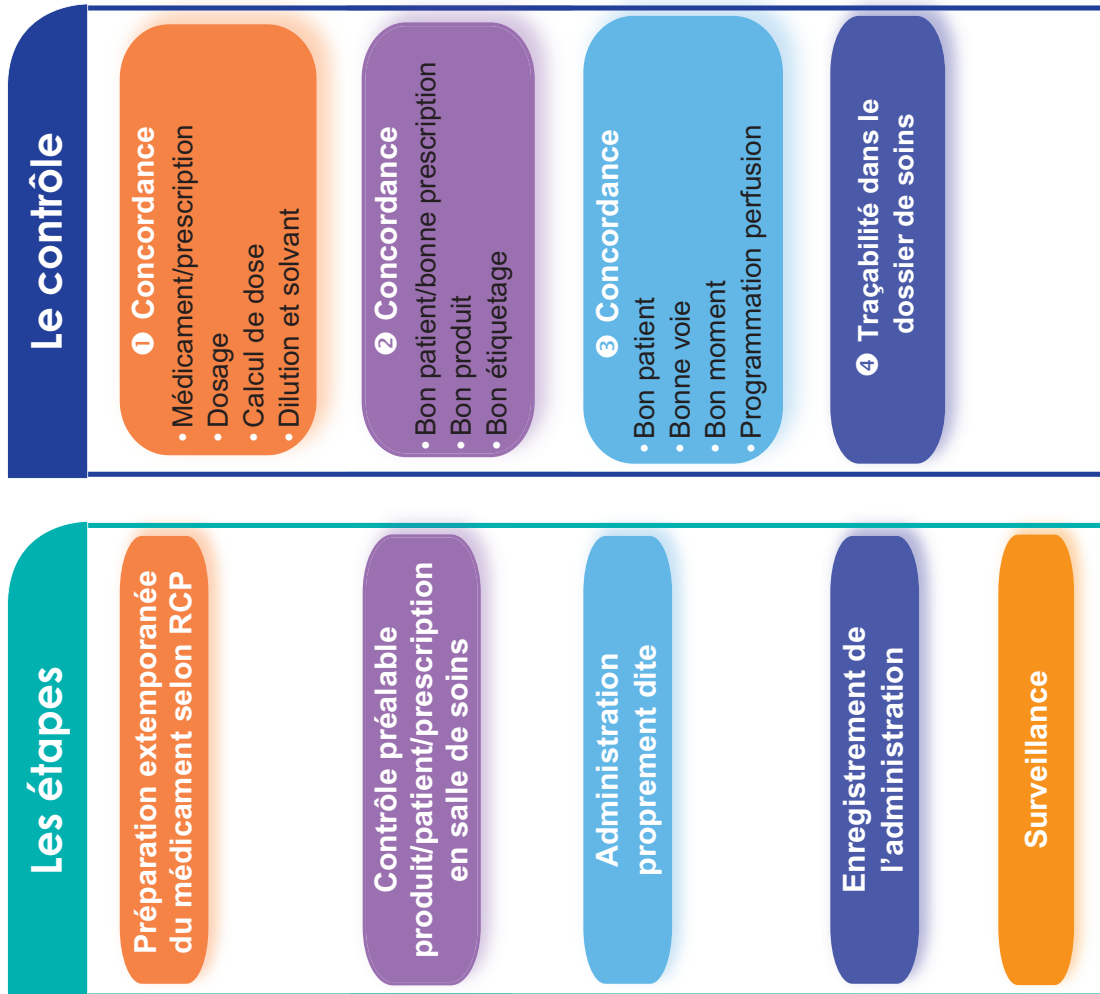 Les étapes
Préparation extemporanée
du médicament selon RCP
Contrôle préalable
produit/patient/prescription
en salle de soins
Administration
proprement dite
Enregistrement de
l'administration
Surveillance
Le contrôle
❶ Concordance
• Médicament/prescription
• Dosage
• Calcul de dose
• Dilution et solvant
❷ Concordance
• Bon patient/bonne prescription
• Bon produit
• Bon étiquetage
❸ Concordance
• Bon patient
• Bonne voie
• Bon moment
• Programmation perfusion
❹ Traçabilité dans le
dossier de soins